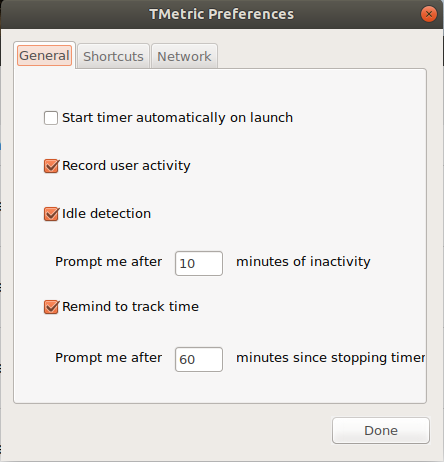 TMetric Preferences
General Shortcuts Network
Start timer automatically on launch
Record user activity
Idle detection
Prompt me after 10 minutes of inactivity
Remind to track time
Prompt me after 60 minutes since stopping timer
Done